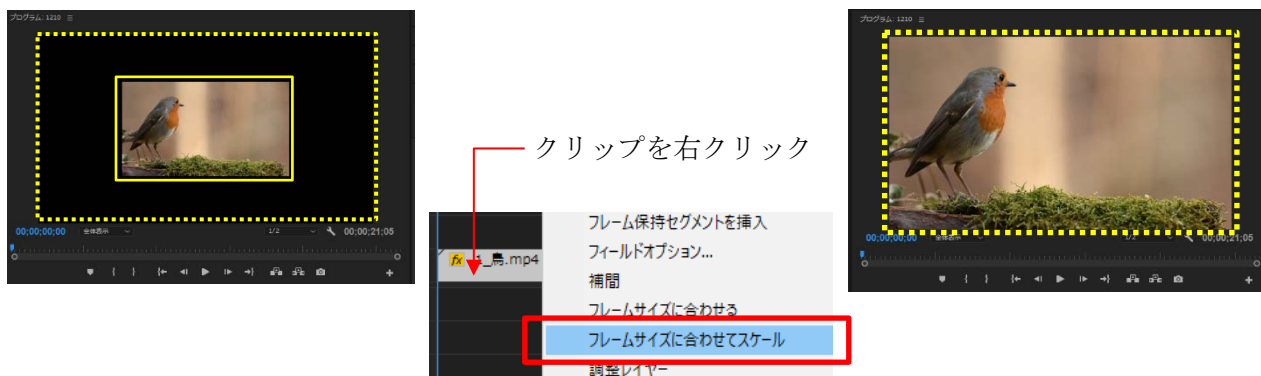 プログラム: 1210
00;00;00;00
全体表示
1/2
00;00;21;05
クリップを右クリック
fx
1_鳥.mp4
フレーム保持セグメントを挿入
フィールドオプション...
補間
フレームサイズに合わせる
フレームサイズに合わせてスケール
調整レイヤー
プログラム: 1210
00;00;00;00
全体表示
1/2
00;00;21;05